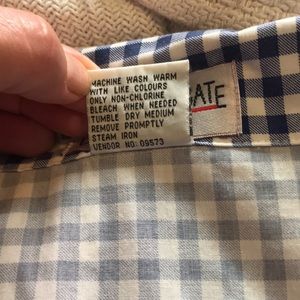 MACHINE WASH WARM
WITH LIKE COLOURS
ONLY NON-CHLORINE
BLEACH WHEN NEEDED
TUMBLE DRY MEDIUM
REMOVE PROMPTLY
STEAM IRON
VENDOR NO: 09573
GATE